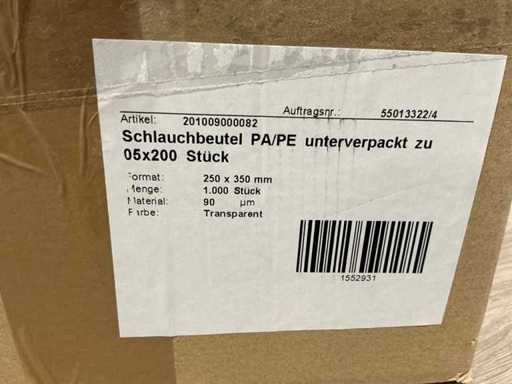 Auftragsnr.: 55013322/4
Artikel: 201009000082
Schlauchbeutel PA/PE unterverpackt zu
05x200 Stück
Format: 250 x 350 mm
Menge: 1.000 Stück
Material: 90 µm
Farbe: Transparent
1552931